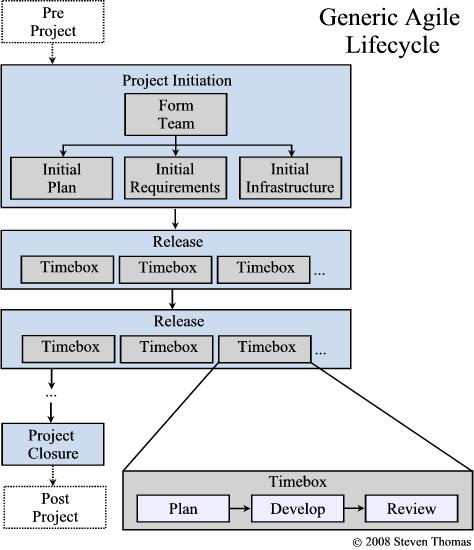 Generic Agile
Lifecycle
Pre
Project
Project Initiation
Form
Team
Initial
Plan
Initial
Requirements
Initial
Infrastructure
Release
Timebox
Timebox
Timebox
...
Release
Timebox
Timebox
Timebox
...
...
Project
Closure
Post
Project
Timebox
Plan
Develop
Review
© 2008 Steven Thomas